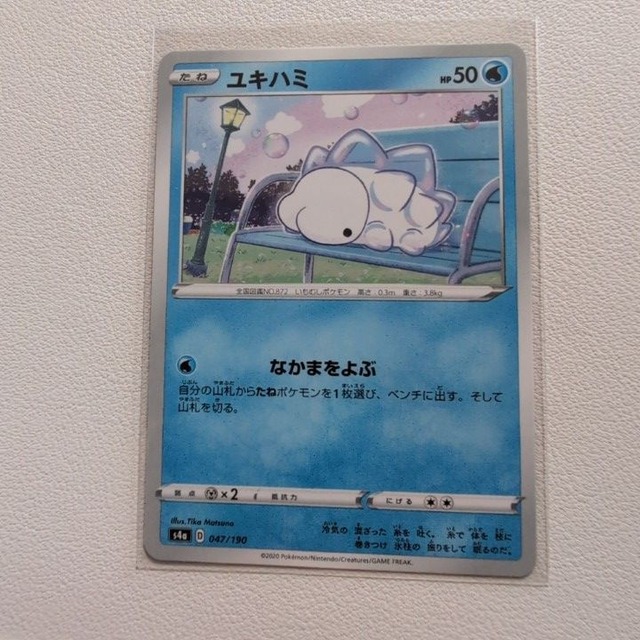 たね ユキハミ HP50
全国図鑑NO.872 いもむしポケモン 高さ:0.3m 重さ:3.8kg
なかまをよぶ
自分の山札からたねポケモンを1枚選び、ベンチに出す。そして
山札を切る。
弱点 ×2 抵抗力 にげる
Illus.Tika Matsuno
冷気の 混ざった 糸を 吐く。糸で 体を 枝に
巻きつけ 氷柱の 振りをして 眠るのだ。
s4a D 047/190
©2020 Pokémon/Nintendo/Creatures/GAME FREAK.